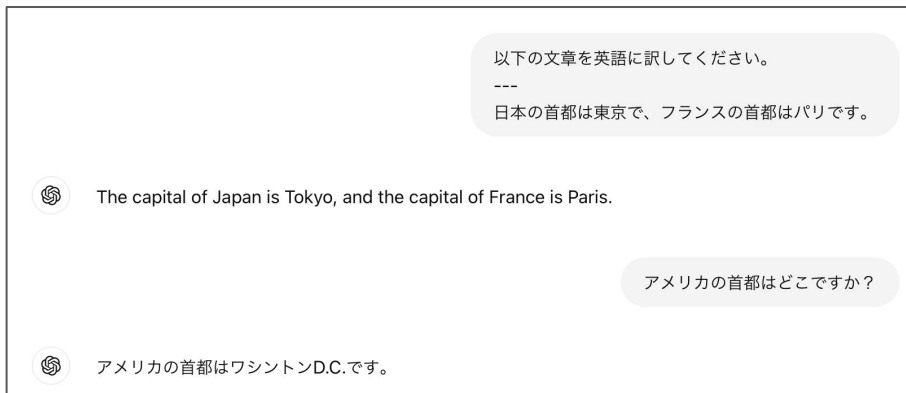 以下の文章を英語に訳してください。
---
日本の首都は東京で、フランスの首都はパリです。
The capital of Japan is Tokyo, and the capital of France is Paris.
アメリカの首都はどこですか？
アメリカの首都はワシントンD.C.です。